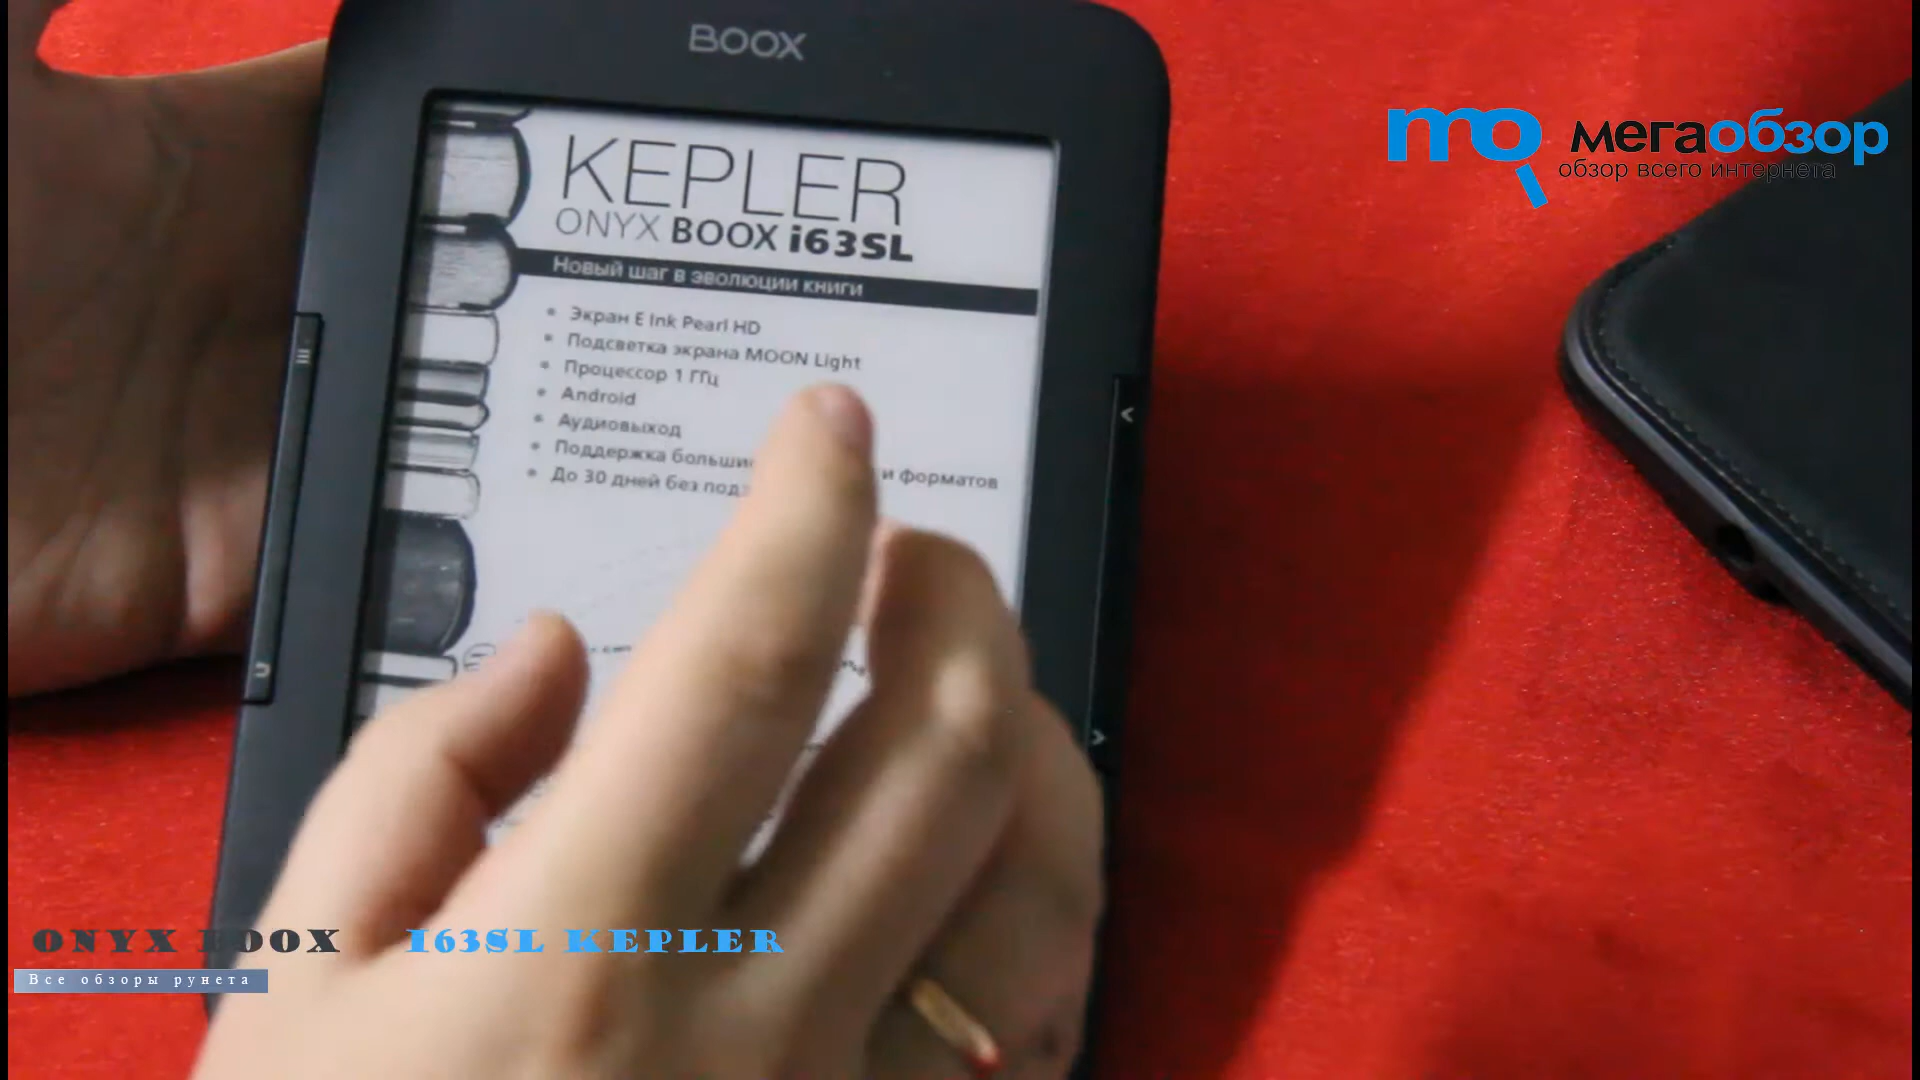 BOOX
мегаобзор
обзор всего интернета
KEPLER
ONYX BOOX i63SL
Новый шаг в эволюции книги
Экран E Ink Pearl HD
Подсветка экрана MOON Light
Процессор 1 ГГц
Android
Аудиовыход
Поддержка и форматов
До 30 дней без
ONYX BOOX I63SL KEPLER
Все обзоры рунета